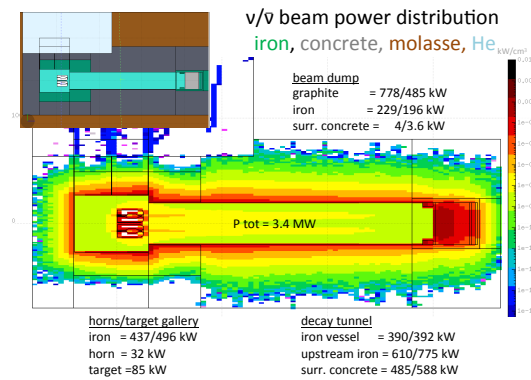 ν/ν̄ beam power distribution
iron, concrete, molasse, He
kW/cm³
beam dump
graphite = 778/485 kW
iron = 229/196 kW
surr. concrete = 4/3.6 kW
P tot = 3.4 MW
horns/target gallery
iron = 437/496 kW
horn = 32 kW
target =85 kW
decay tunnel
iron vessel = 390/392 kW
upstream iron = 610/775 kW
surr. concrete = 485/588 kW